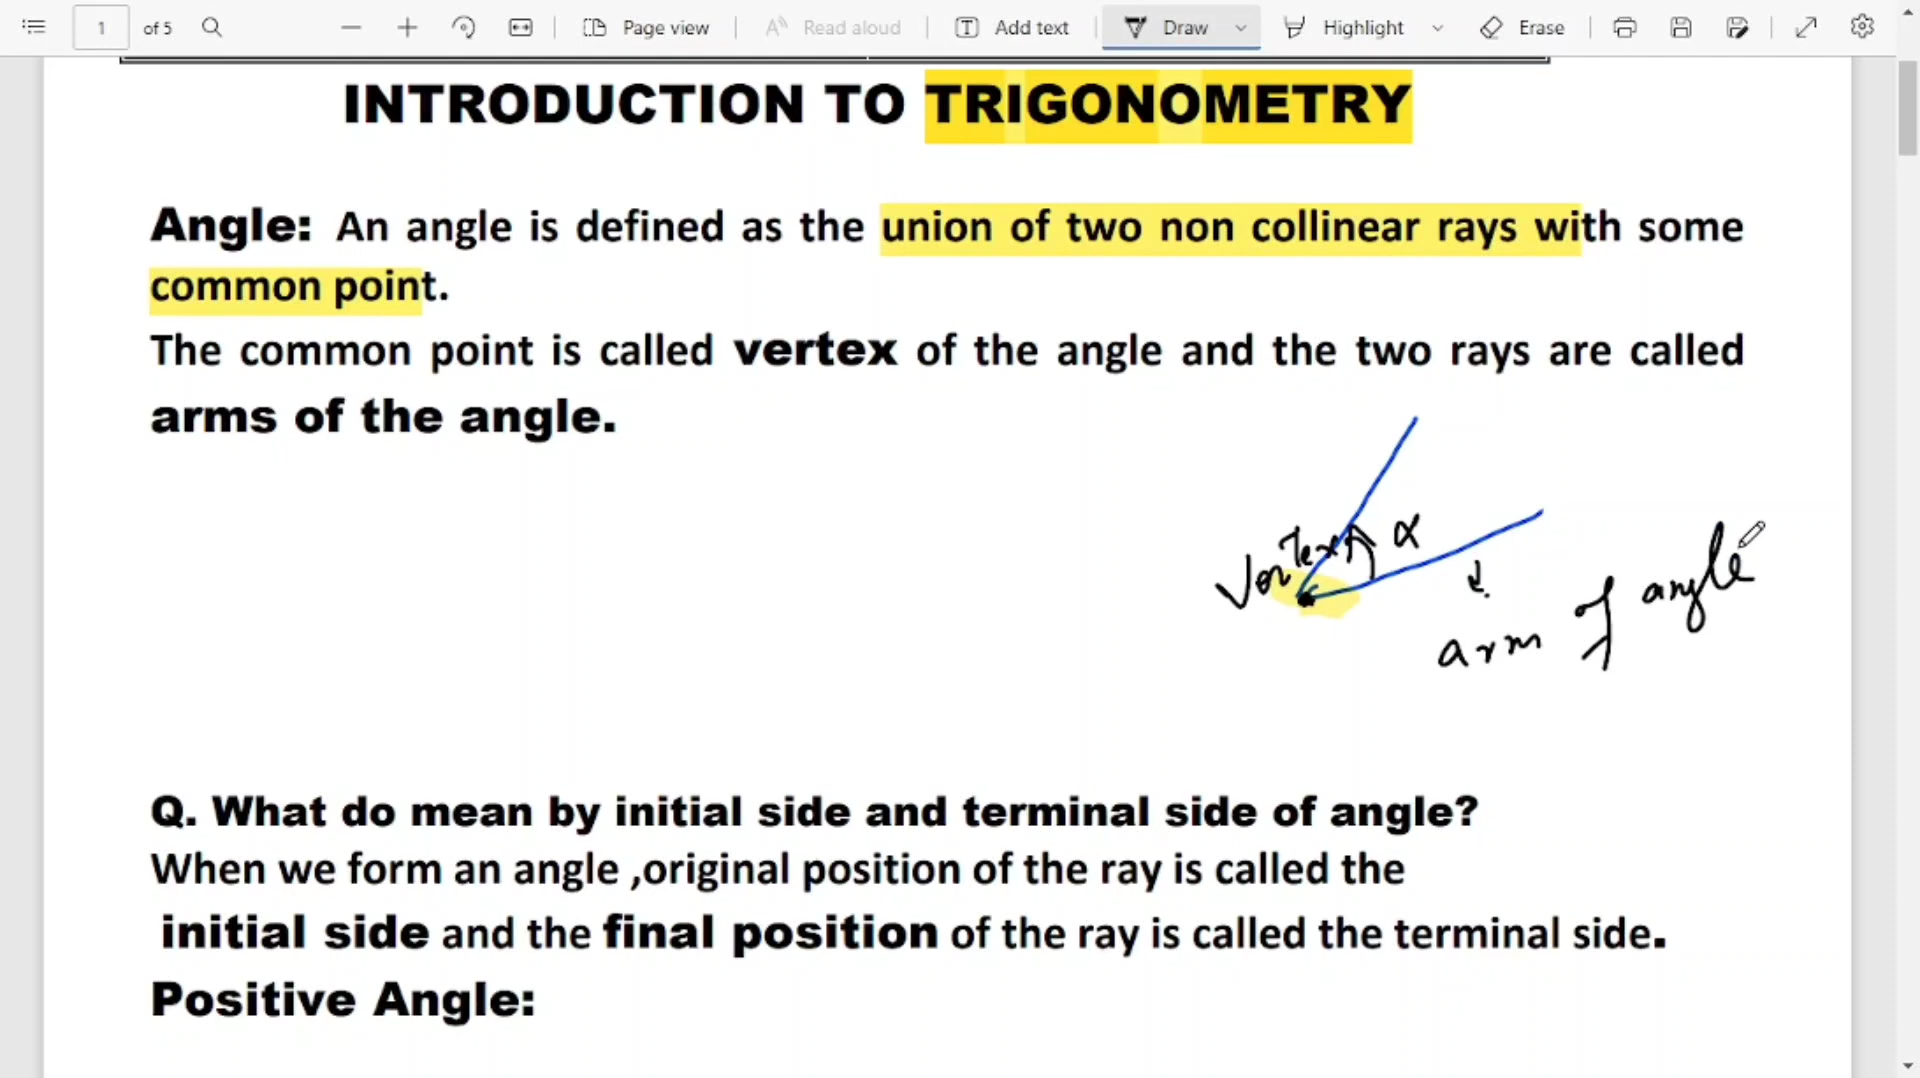 1 of 5 Page view Read aloud Add text Draw Highlight Erase
INTRODUCTION TO TRIGONOMETRY
Angle: An angle is defined as the union of two non collinear rays with some
common point.
The common point is called vertex of the angle and the two rays are called
arms of the angle.
Vertex α
arm of angle
Q. What do mean by initial side and terminal side of angle?
When we form an angle ,original position of the ray is called the
initial side and the final position of the ray is called the terminal side.
Positive Angle: